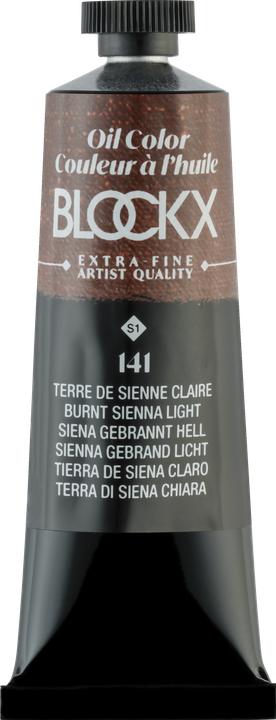 Oil Color
Couleur à l'huile
BLOCKX
EXTRA-FINE
ARTIST QUALITY
S1
141
TERRE DE SIENNE CLAIRE
BURNT SIENNA LIGHT
SIENA GEBRANNT HELL
SIENNA GEBRAND LICHT
TIERRA DE SIENA CLARO
TERRA DI SIENA CHIARA